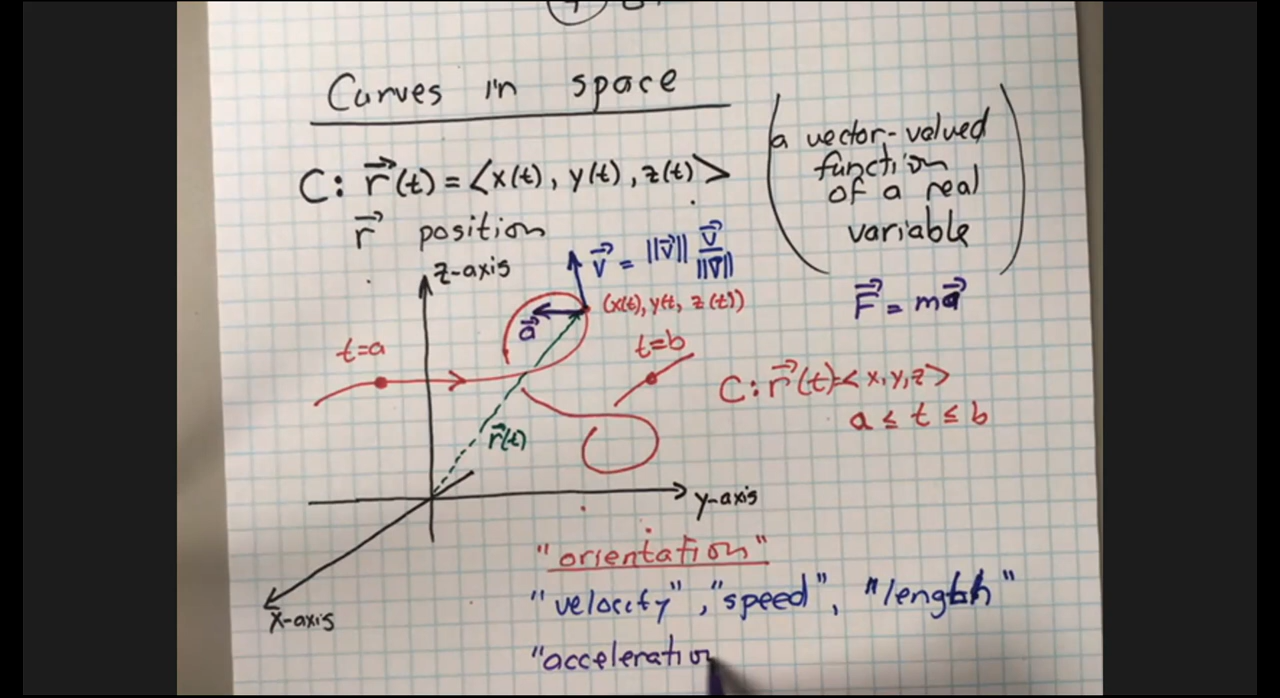 Curves in space
C: r⃗(t) = <x(t), y(t), z(t)>
(a vector-valued
function
of a real
variable)
r⃗ position
z-axis
v⃗ = ||v⃗|| v⃗/||v⃗||
(x(t), y(t, z(t))
F⃗ = ma⃗
a⃗
t=a
t=b
C: r⃗(t)=<x,y,z>
a ≤ t ≤ b
r⃗(t)
y-axis
x-axis
"orientation"
"velocity", "speed", "length"
"acceleration